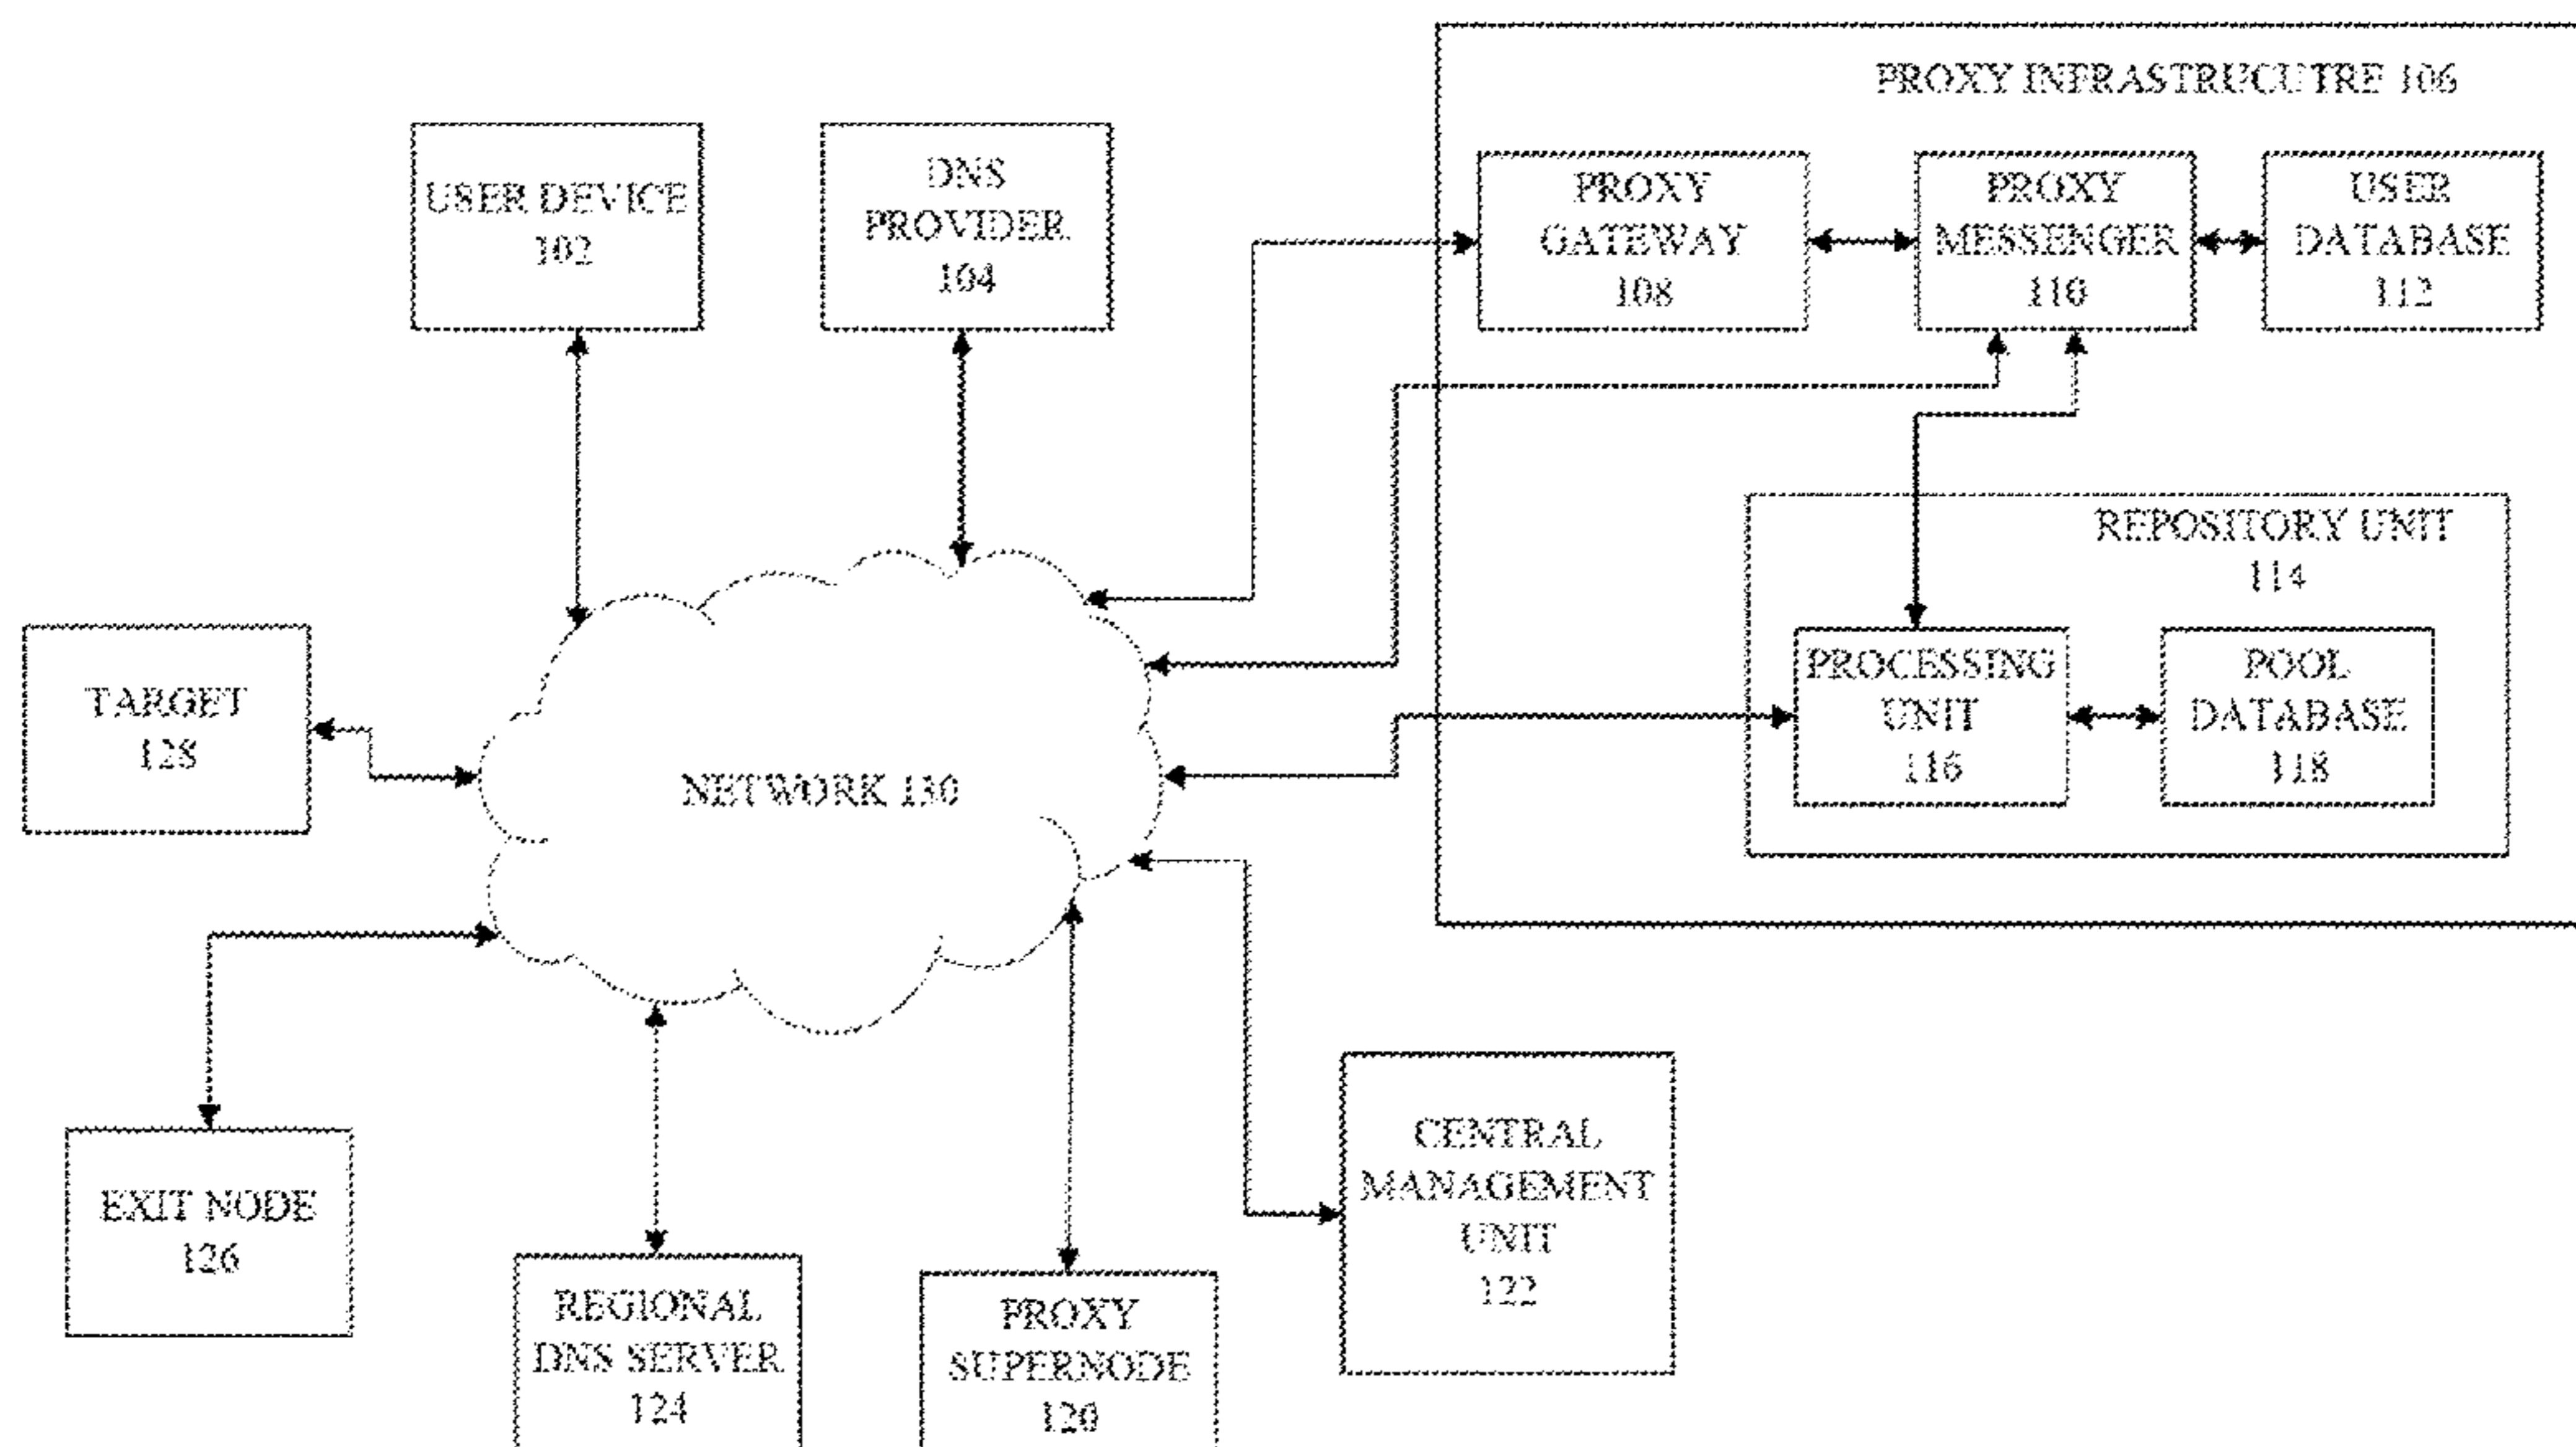 PROXY INFRASTRUCUTRE 106
USER DEVICE
102
DNS
PROVIDER
104
PROXY
GATEWAY
108
PROXY
MESSENGER
110
USER
DATABASE
112
REPOSITORY UNIT
114
PROCESSING
UNIT
116
POOL
DATABASE
118
TARGET
128
NETWORK 130
CENTRAL
MANAGEMENT
UNIT
122
EXIT NODE
126
REGIONAL
DNS SERVER
124
PROXY
SUPERNODE
120